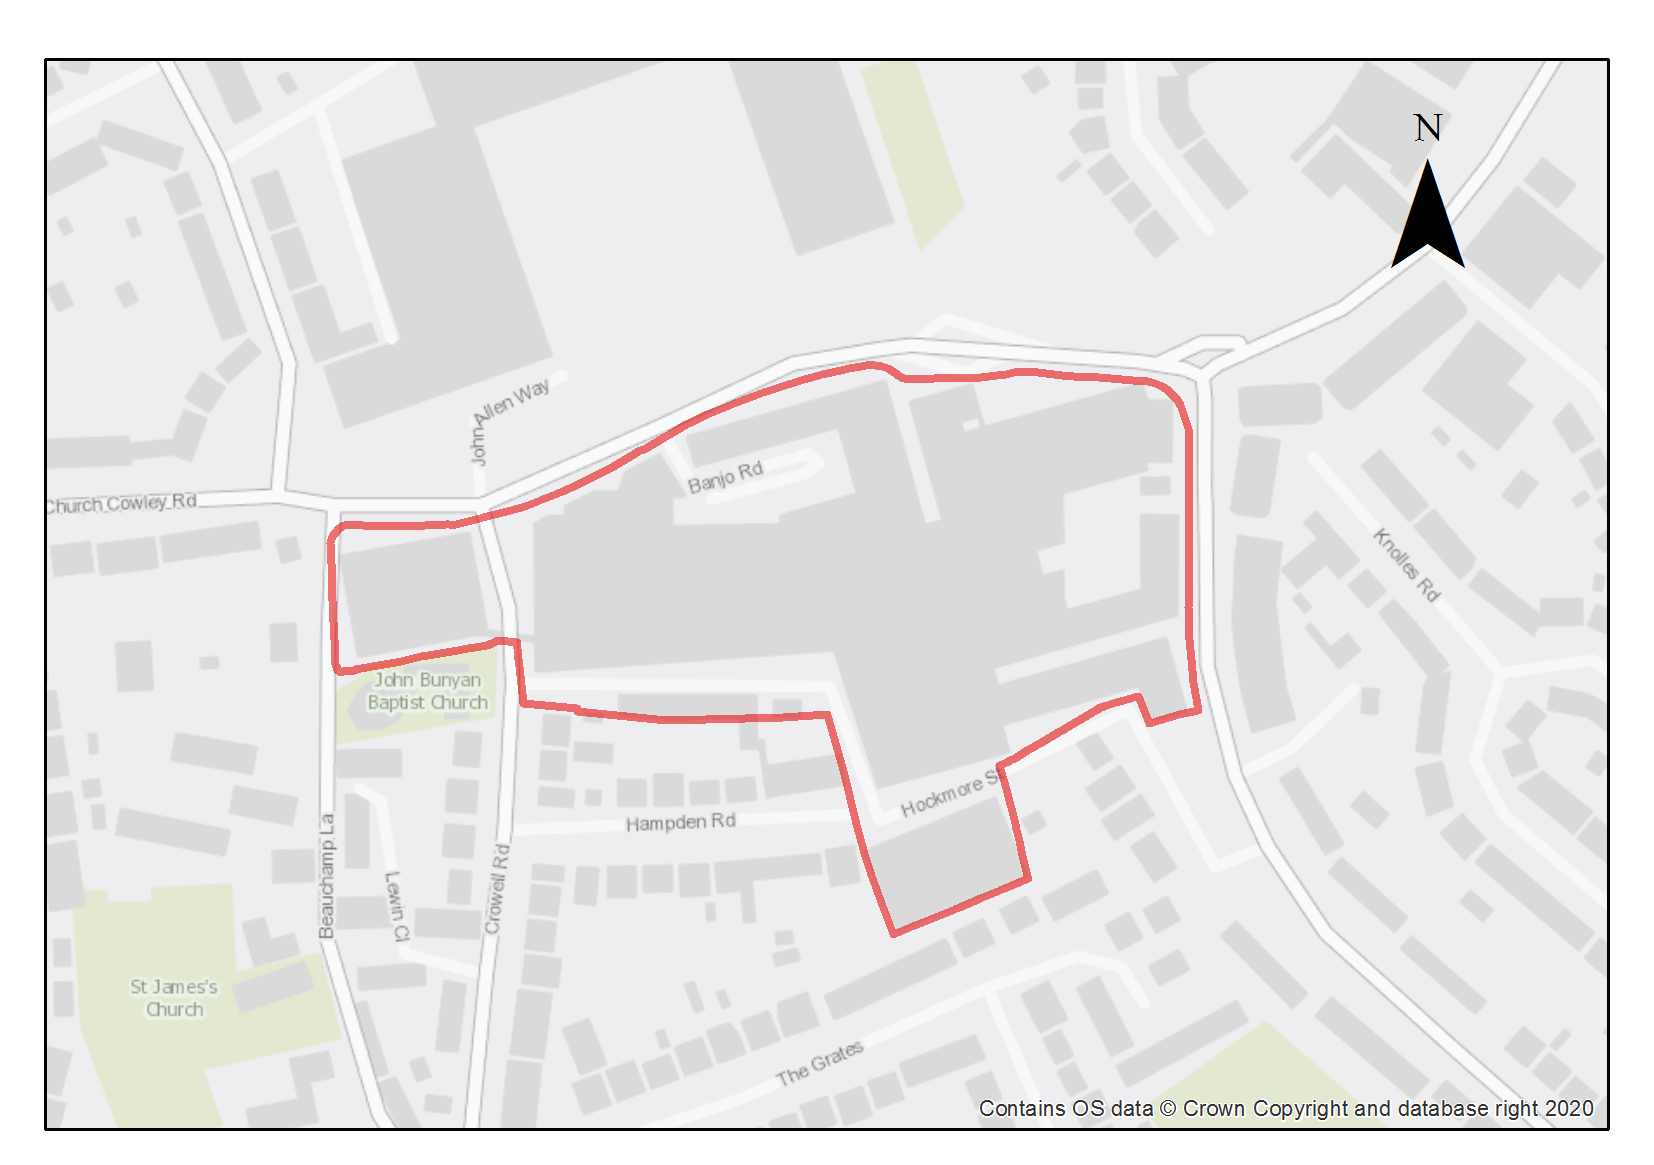 N
John Allen Way
Banjo Rd
Church Cowley Rd
Knolles Rd
John Bunyan
Baptist Church
Hockmore St
Hampden Rd
Beauchamp La
Lewin Cl
Crowell Rd
St James's
Church
The Grates
Contains OS data © Crown Copyright and database right 2020